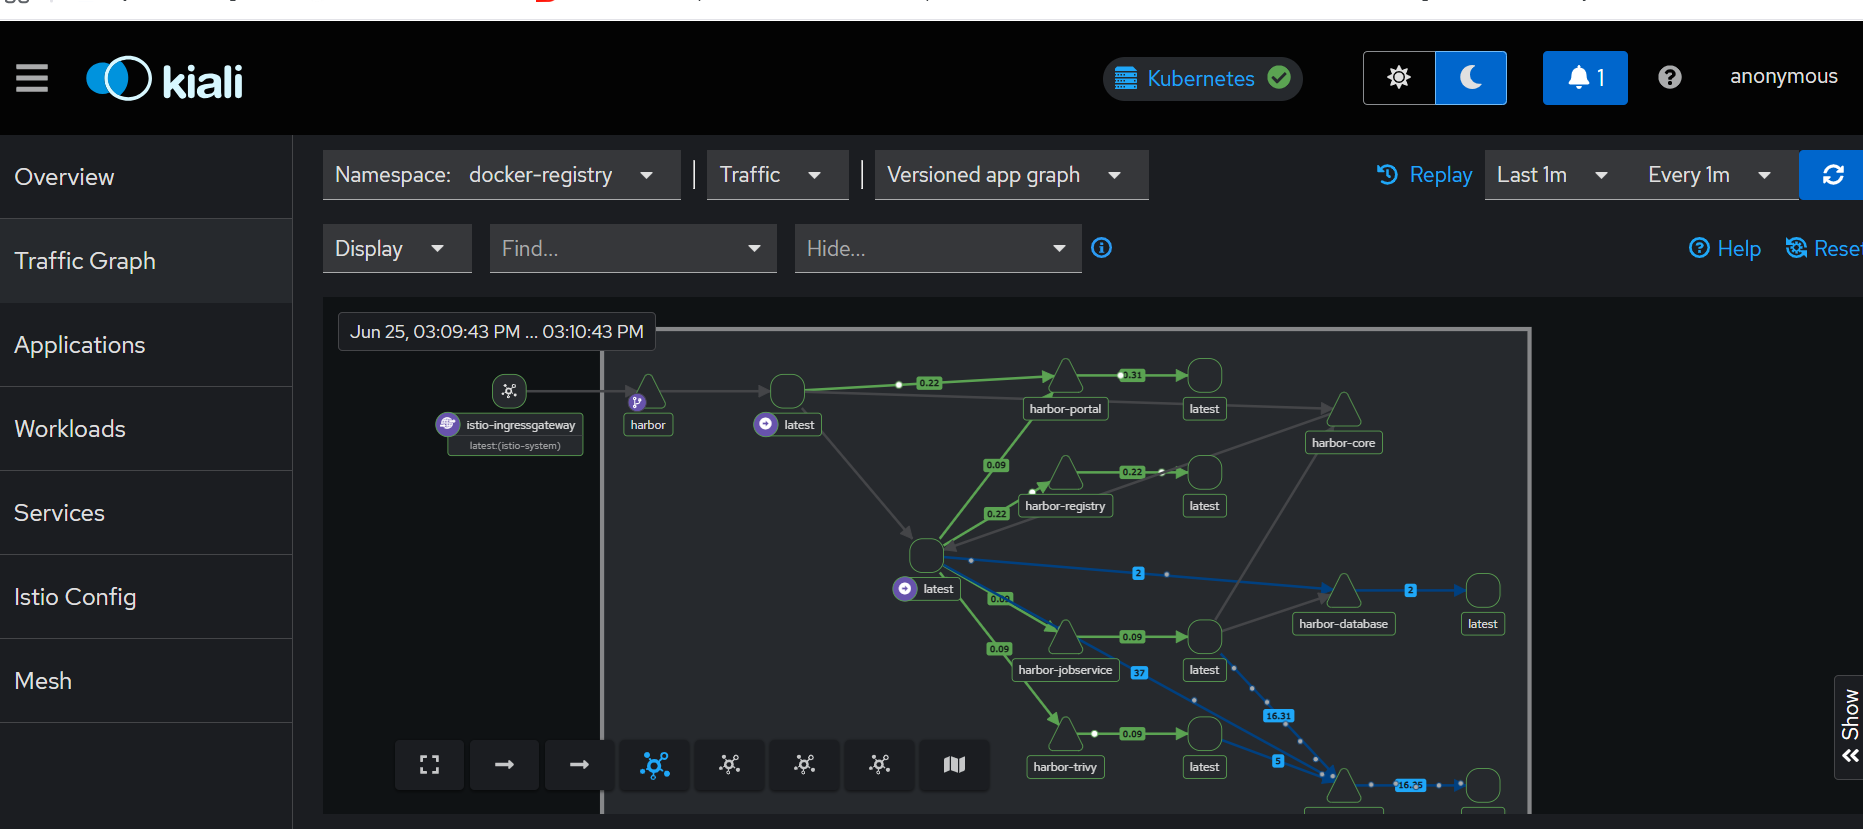 kiali
Kubernetes
1
anonymous
Overview
Traffic Graph
Applications
Workloads
Services
Istio Config
Mesh
Namespace: docker-registry
Traffic
Versioned app graph
Replay
Last 1m
Every 1m
Display
Find...
Hide...
Help
Reset
Jun 25, 03:09:43 PM ... 03:10:43 PM
istio-ingressgateway
latest:(istio-system)
harbor
latest
0.22
harbor-portal
0.31
latest
harbor-core
0.09
harbor-registry
0.22
latest
0.22
latest
2
harbor-database
2
latest
0.09
harbor-jobservice
0.09
latest
37
16.31
0.09
harbor-trivy
0.09
latest
5
Show